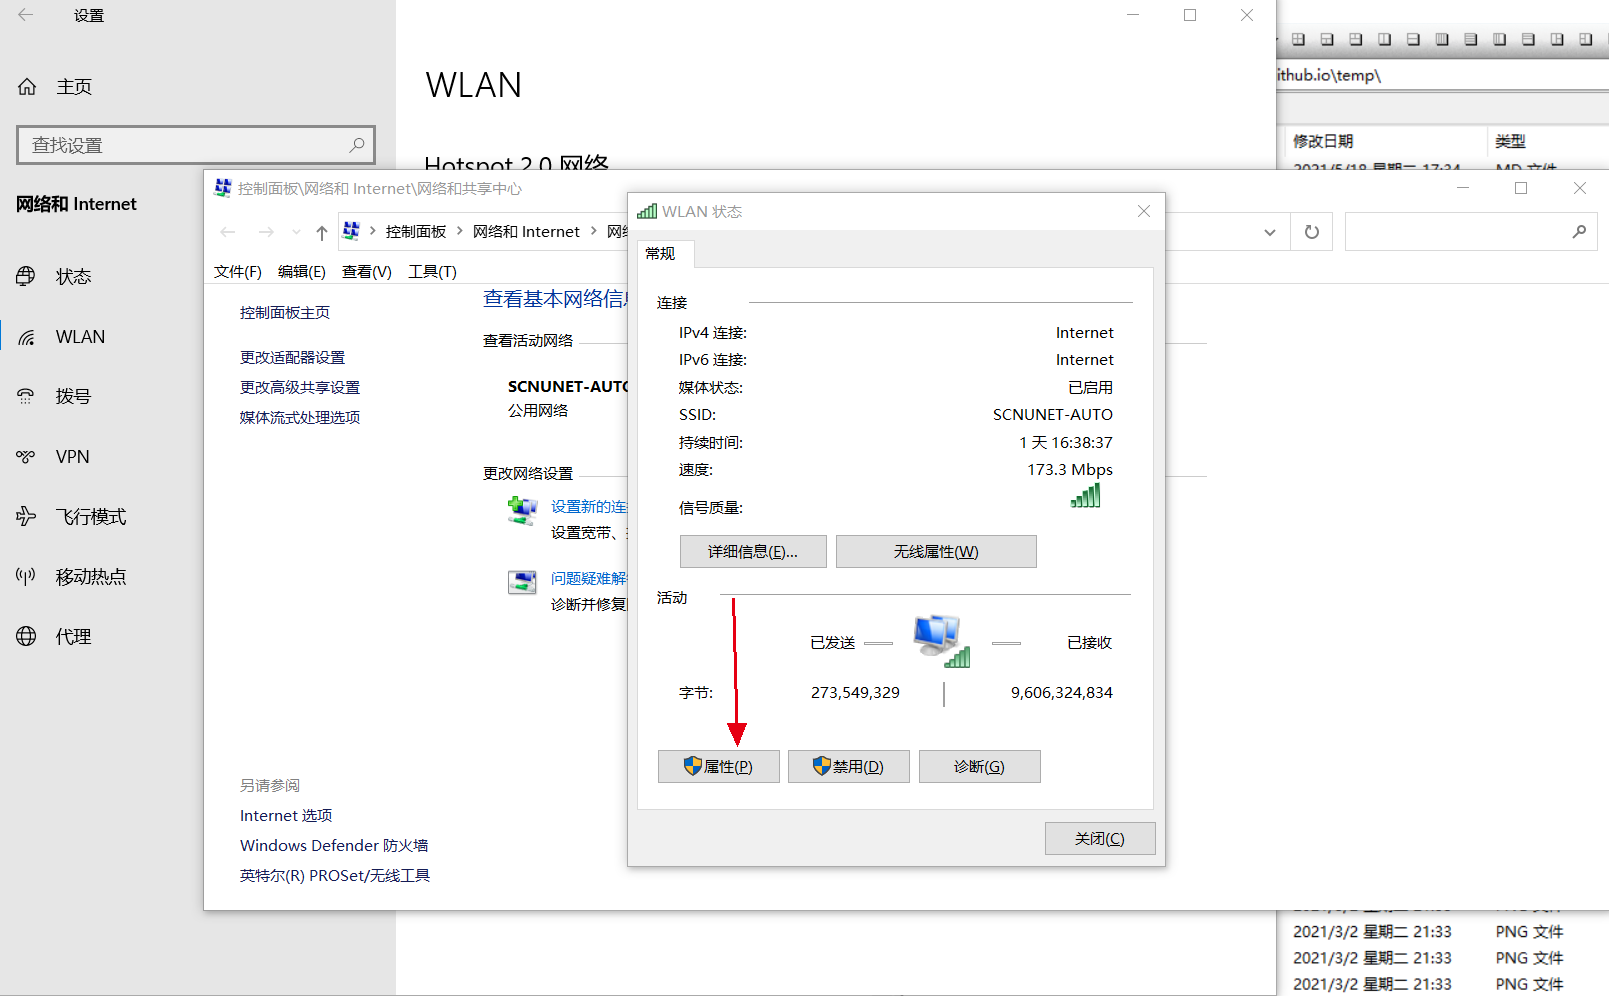 设置
主页
查找设置
网络和 Internet
状态
WLAN
拨号
VPN
飞行模式
移动热点
代理
WLAN
Hotspot 2.0 网络
ithub.io\temp\
修改日期 类型
2021/5/18 星期二 17:34 MD 文件
控制面板\网络和 Internet\网络和共享中心
控制面板 网络和 Internet
文件(F) 编辑(E) 查看(V) 工具(T)
控制面板主页
更改适配器设置
更改高级共享设置
媒体流式处理选项
查看基本网络信
查看活动网络
SCNUNET-AUTO
公用网络
更改网络设置
设置新的连
设置宽带、
问题疑难解
诊断并修复
另请参阅
Internet 选项
Windows Defender 防火墙
英特尔(R) PROSet/无线工具
WLAN 状态
常规
连接
IPv4 连接: Internet
IPv6 连接: Internet
媒体状态: 已启用
SSID: SCNUNET-AUTO
持续时间: 1 天 16:38:37
速度: 173.3 Mbps
信号质量:
详细信息(E)... 无线属性(W)
活动
已发送 已接收
字节: 273,549,329 9,606,324,834
属性(P) 禁用(D) 诊断(G)
关闭(C)
2021/3/2 星期二 21:33 PNG 文件
2021/3/2 星期二 21:33 PNG 文件
2021/3/2 星期二 21:33 PNG 文件